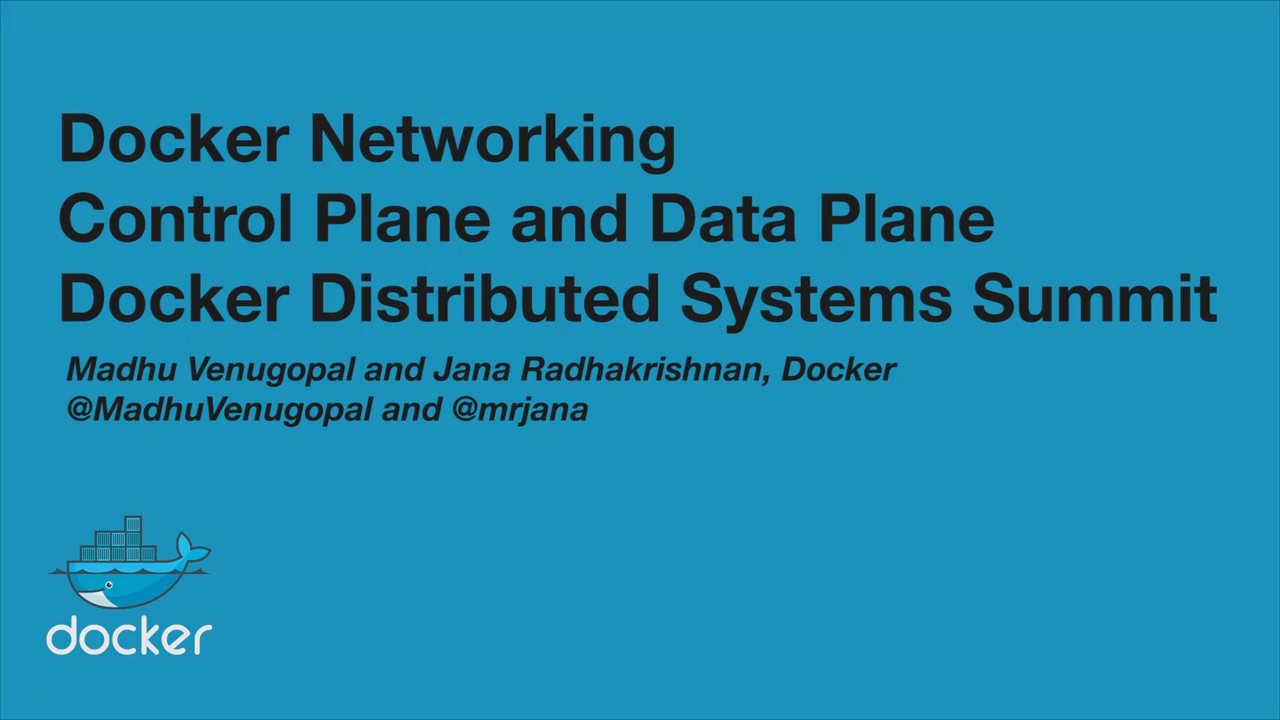 Docker Networking
Control Plane and Data Plane
Docker Distributed Systems Summit
Madhu Venugopal and Jana Radhakrishnan, Docker
@MadhuVenugopal and @mrjana
docker